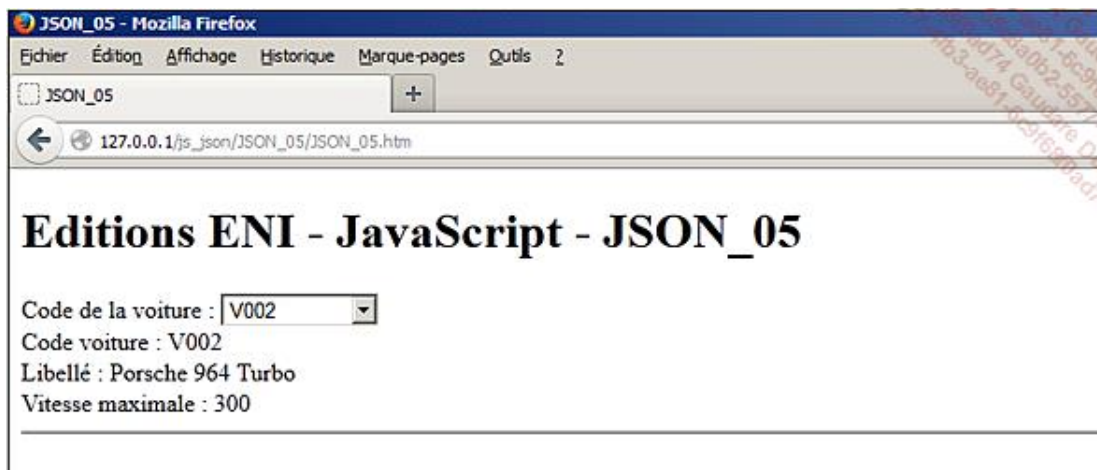 JSON_05 - Mozilla Firefox
Fichier Édition Affichage Historique Marque-pages Outils ?
JSON_05 +
127.0.0.1/js_json/JSON_05/JSON_05.htm
Editions ENI - JavaScript - JSON_05
Code de la voiture : V002
Code voiture : V002
Libellé : Porsche 964 Turbo
Vitesse maximale : 300